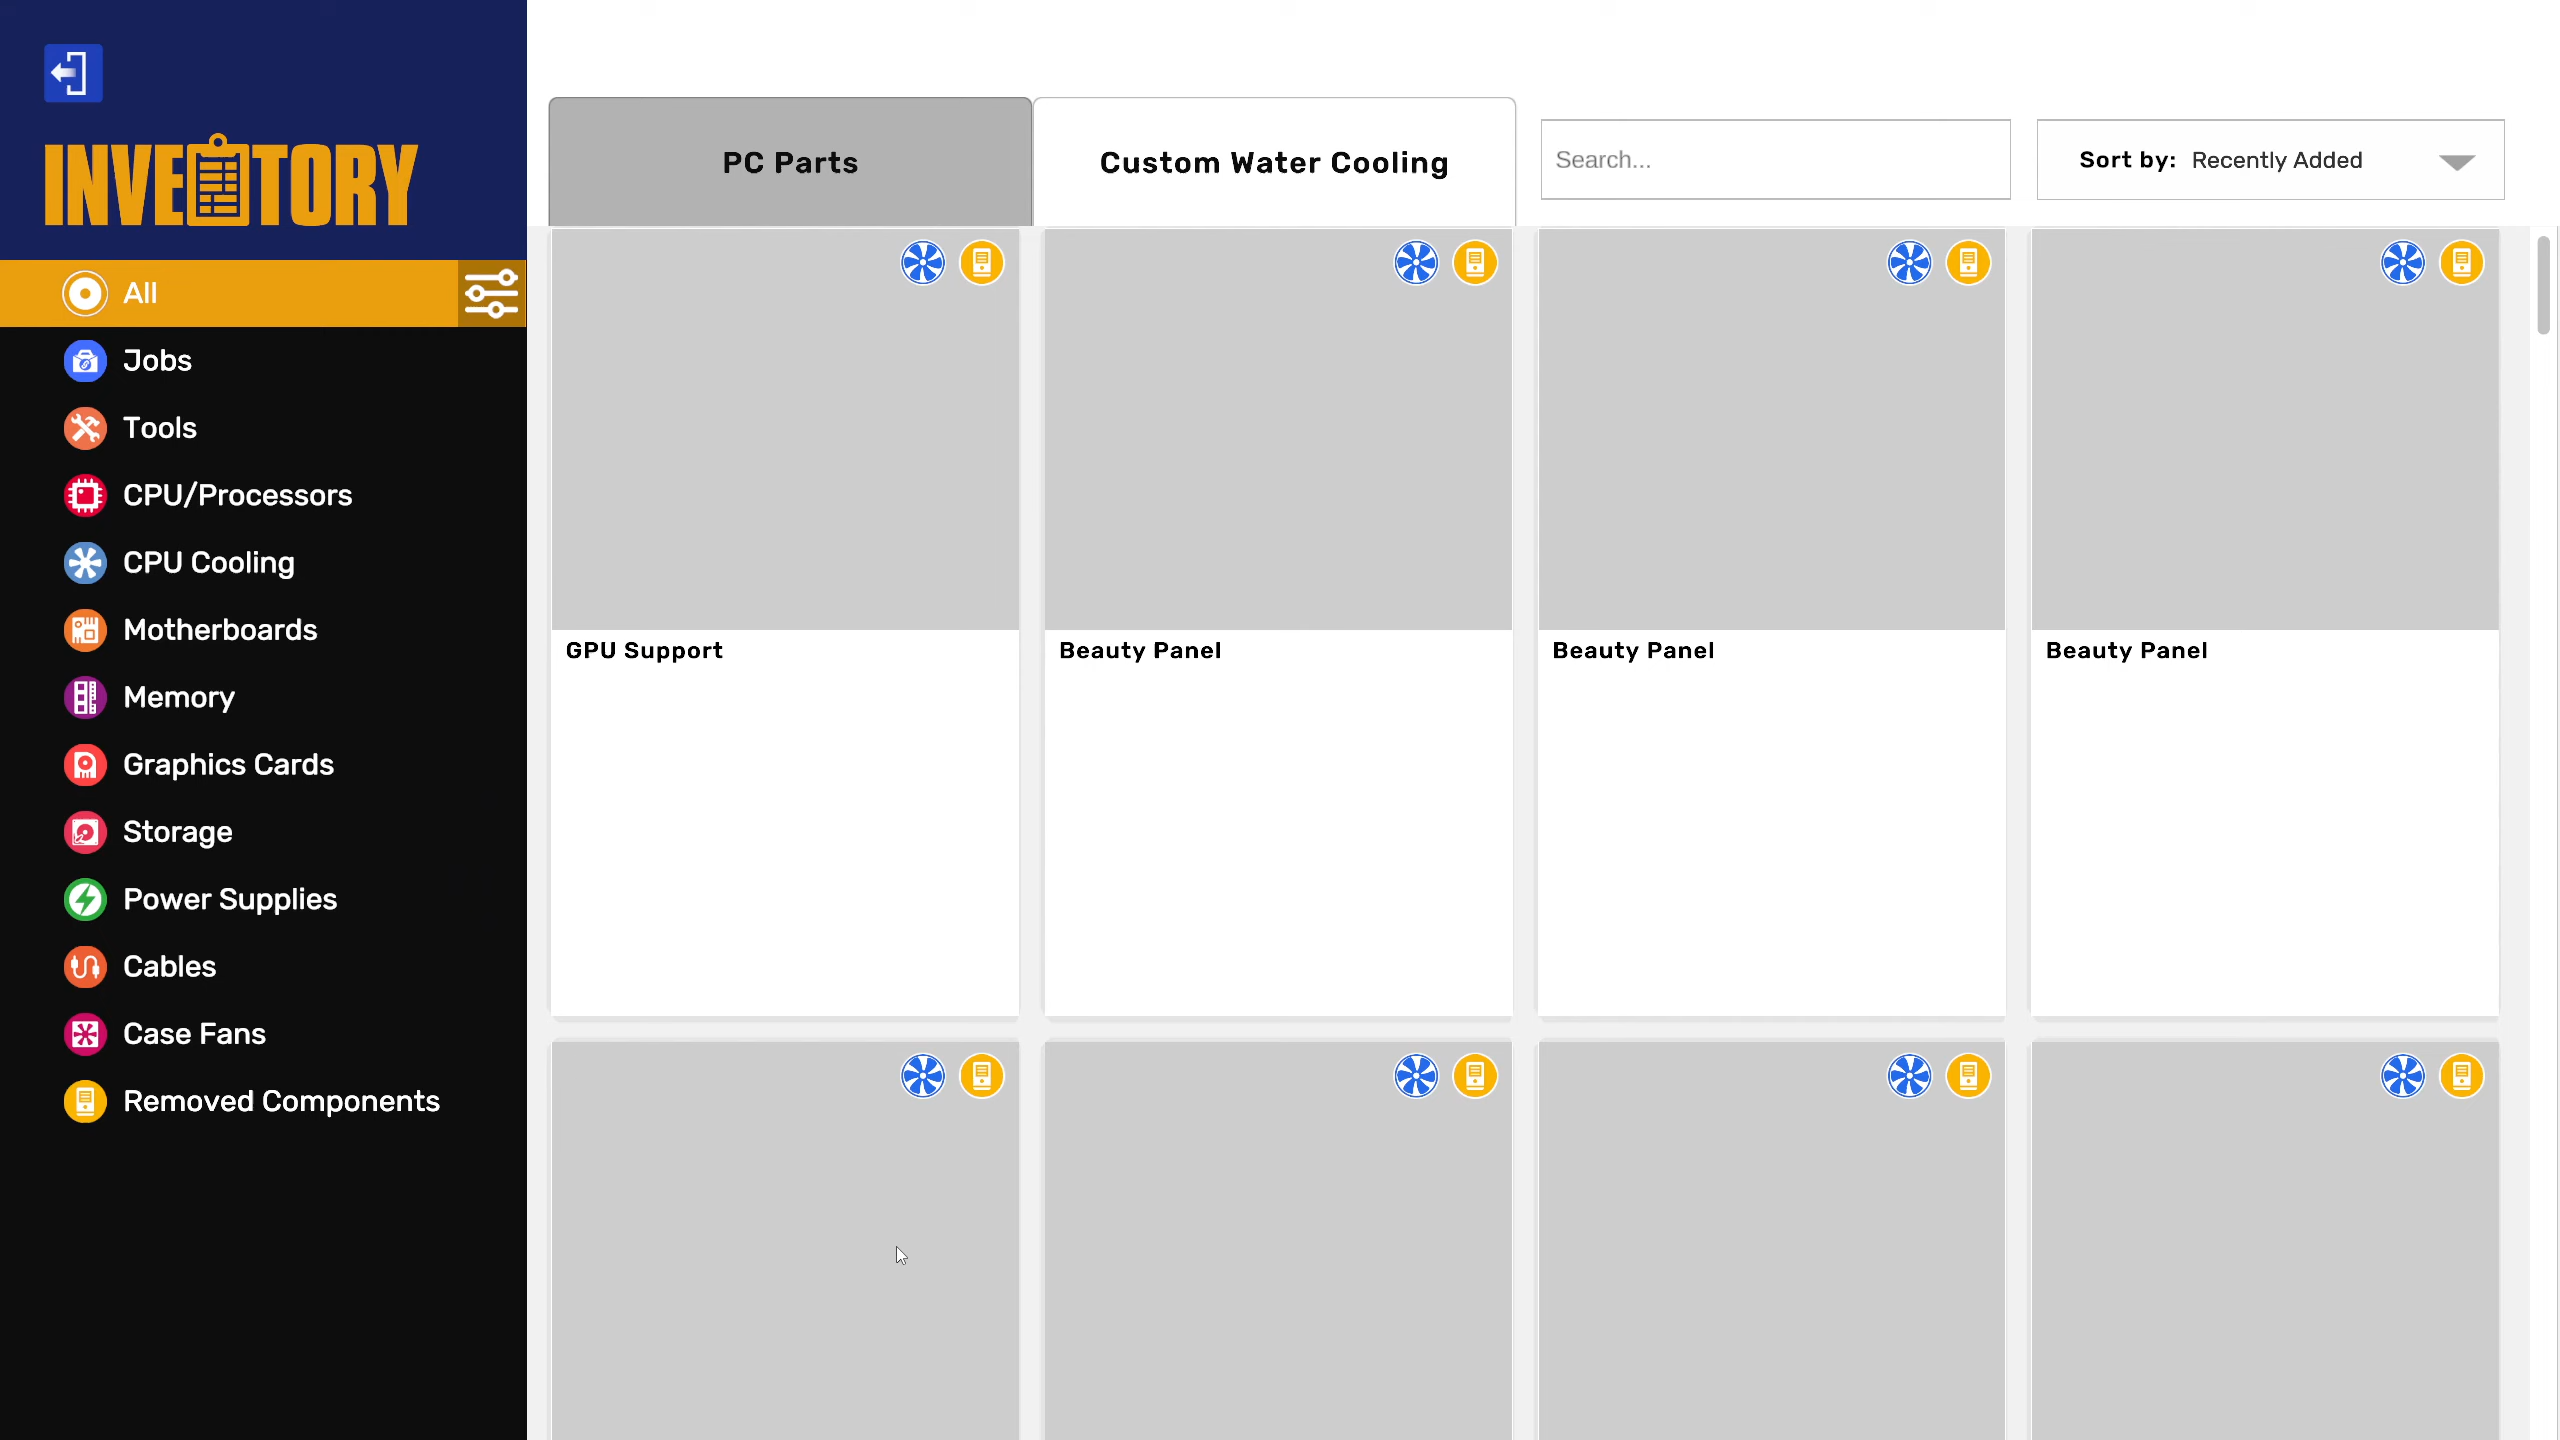 INVENTORY
PC Parts
Custom Water Cooling
Search...
Sort by: Recently Added
All
Jobs
Tools
CPU/Processors
CPU Cooling
Motherboards
Memory
Graphics Cards
Storage
Power Supplies
Cables
Case Fans
Removed Components
GPU Support
Beauty Panel
Beauty Panel
Beauty Panel